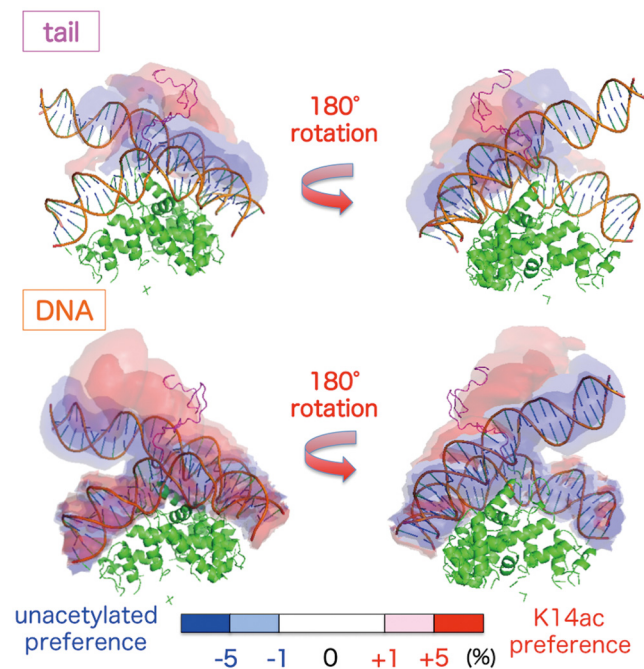 tail
180°
rotation
DNA
180°
rotation
unacetylated
preference
-5 -1 0 +1 +5 (%)
K14ac
preference